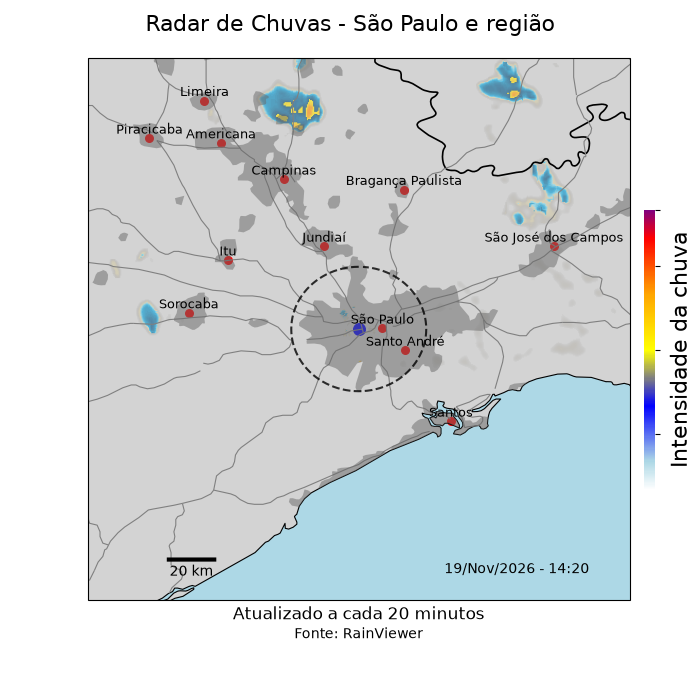 Radar de Chuvas - São Paulo e região
Limeira
Piracicaba
Americana
Campinas
Bragança Paulista
Jundiaí
São José dos Campos
Itu
Sorocaba
São Paulo
Santo André
Santos
Intensidade da chuva
20 km
19/Nov/2026 - 14:20
Atualizado a cada 20 minutos
Fonte: RainViewer